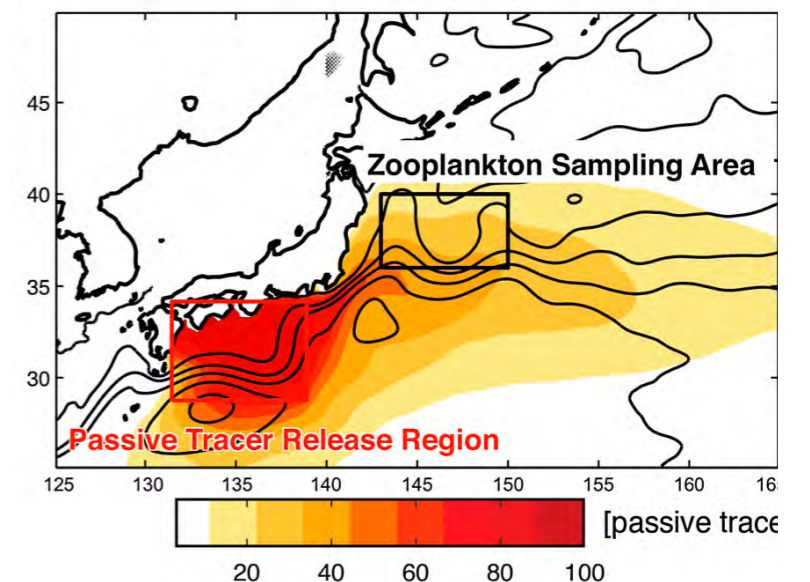 45
Zooplankton Sampling Area
40
35
30
Passive Tracer Release Region
125 130 135 140 145 150 155 160 165
[passive trace
20 40 60 80 100